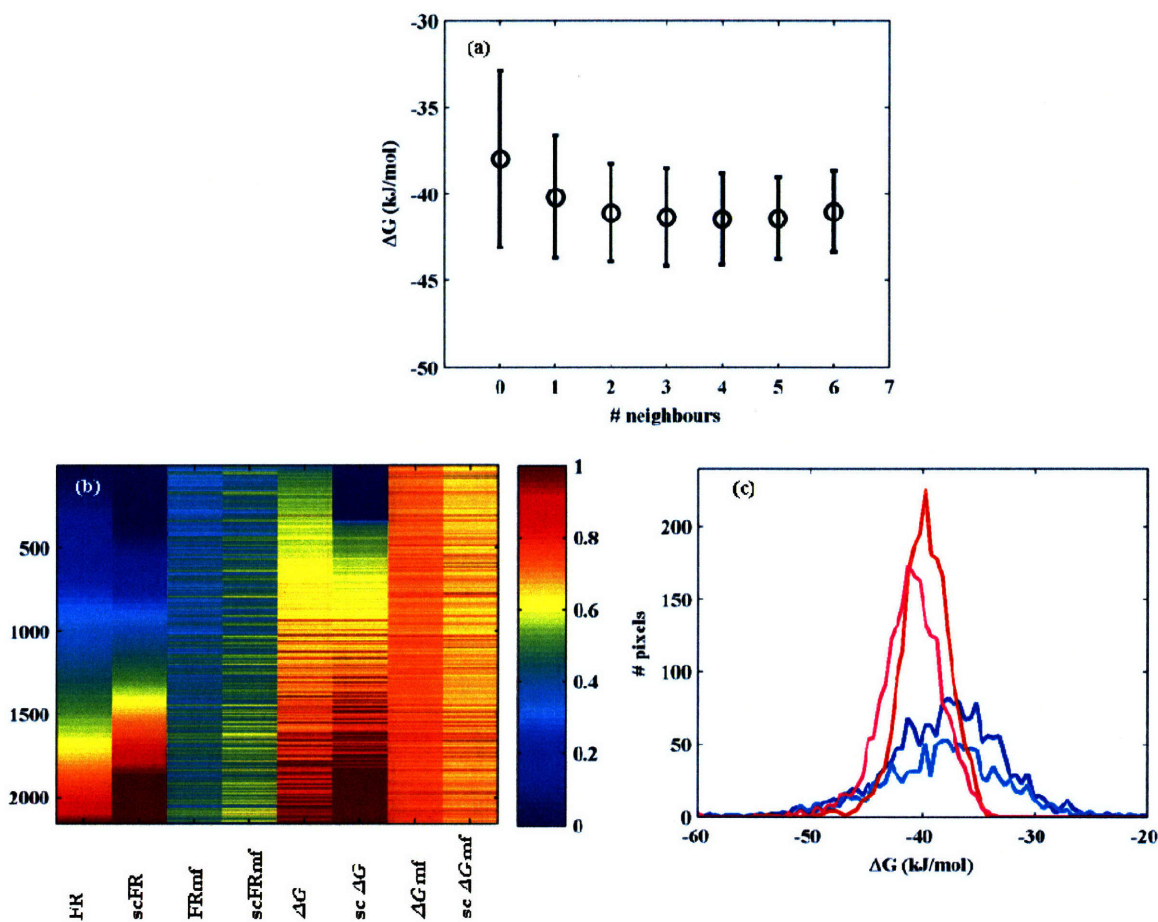 (a)
-30
-35
-40
-45
-50
ΔG (kJ/mol)
0 1 2 3 4 5 6 7
# neighbours
(b)
500
1000
1500
2000
FR scFR FRmf scFRmf ΔG sc ΔG ΔG mf sc ΔG mf
1
0.8
0.6
0.4
0.2
0
(c)
200
150
100
50
0
# pixels
-60 -50 -40 -30 -20
ΔG (kJ/mol)